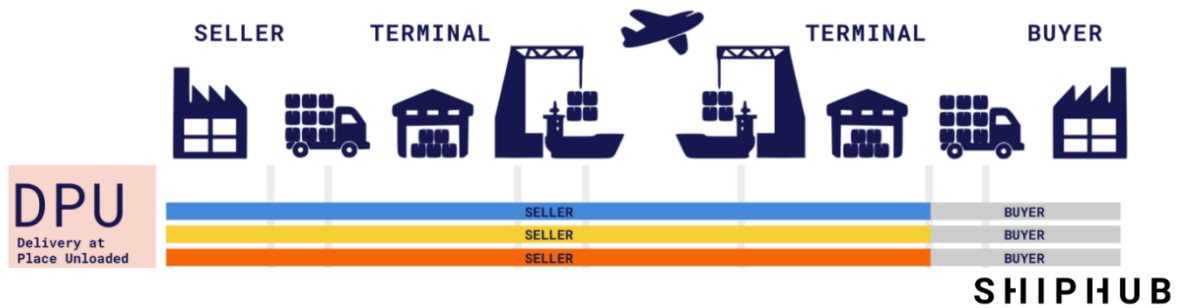 SELLER
TERMINAL
TERMINAL
BUYER
DPU
Delivery at
Place Unloaded
SELLER
BUYER
SELLER
BUYER
SELLER
BUYER
SHIPHUB